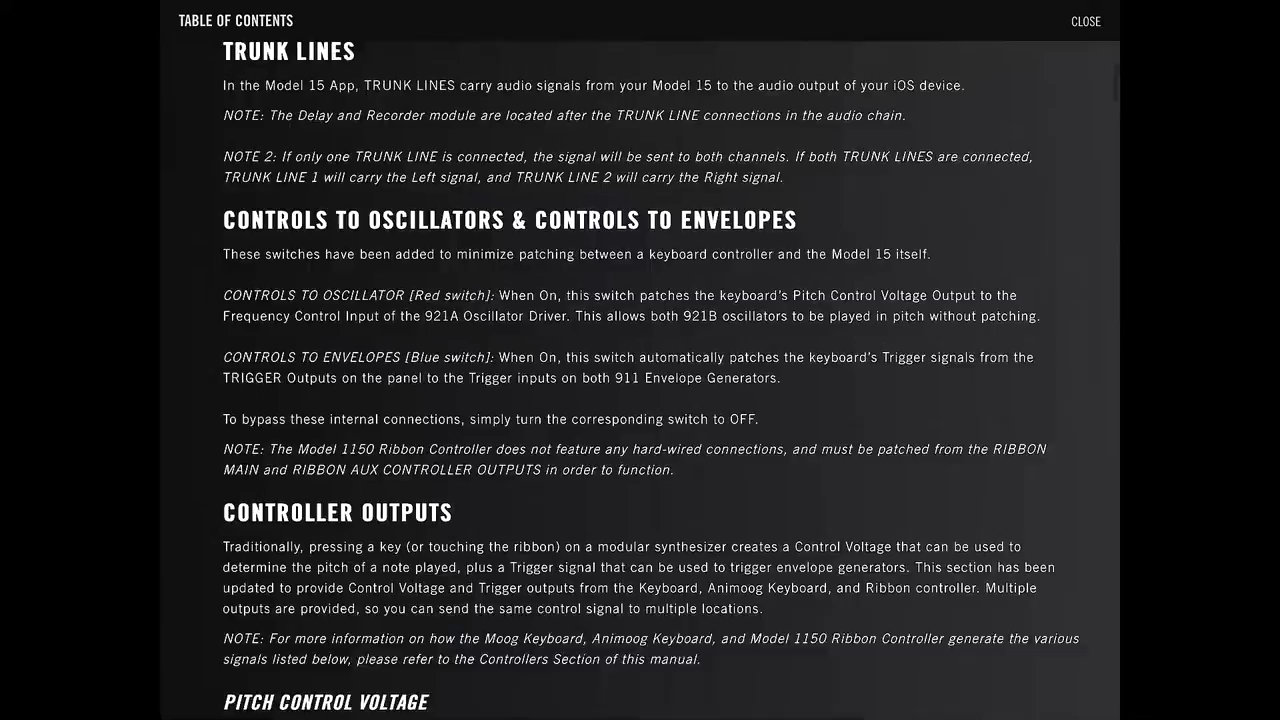 TABLE OF CONTENTS
CLOSE
TRUNK LINES
In the Model 15 App, TRUNK LINES carry audio signals from your Model 15 to the audio output of your iOS device.
NOTE: The Delay and Recorder module are located after the TRUNK LINE connections in the audio chain.
NOTE 2: If only one TRUNK LINE is connected, the signal will be sent to both channels. If both TRUNK LINES are connected,
TRUNK LINE 1 will carry the Left signal, and TRUNK LINE 2 will carry the Right signal.
CONTROLS TO OSCILLATORS & CONTROLS TO ENVELOPES
These switches have been added to minimize patching between a keyboard controller and the Model 15 itself.
CONTROLS TO OSCILLATOR [Red switch]: When On, this switch patches the keyboard's Pitch Control Voltage Output to the
Frequency Control Input of the 921A Oscillator Driver. This allows both 921B oscillators to be played in pitch without patching.
CONTROLS TO ENVELOPES [Blue switch]: When On, this switch automatically patches the keyboard's Trigger signals from the
TRIGGER Outputs on the panel to the Trigger inputs on both 911 Envelope Generators.
To bypass these internal connections, simply turn the corresponding switch to OFF.
NOTE: The Model 1150 Ribbon Controller does not feature any hard-wired connections, and must be patched from the RIBBON
MAIN and RIBBON AUX CONTROLLER OUTPUTS in order to function.
CONTROLLER OUTPUTS
Traditionally, pressing a key (or touching the ribbon) on a modular synthesizer creates a Control Voltage that can be used to
determine the pitch of a note played, plus a Trigger signal that can be used to trigger envelope generators. This section has been
updated to provide Control Voltage and Trigger outputs from the Keyboard, Animoog Keyboard, and Ribbon controller. Multiple
outputs are provided, so you can send the same control signal to multiple locations.
NOTE: For more information on how the Moog Keyboard, Animoog Keyboard, and Model 1150 Ribbon Controller generate the various
signals listed below, please refer to the Controllers Section of this manual.
PITCH CONTROL VOLTAGE